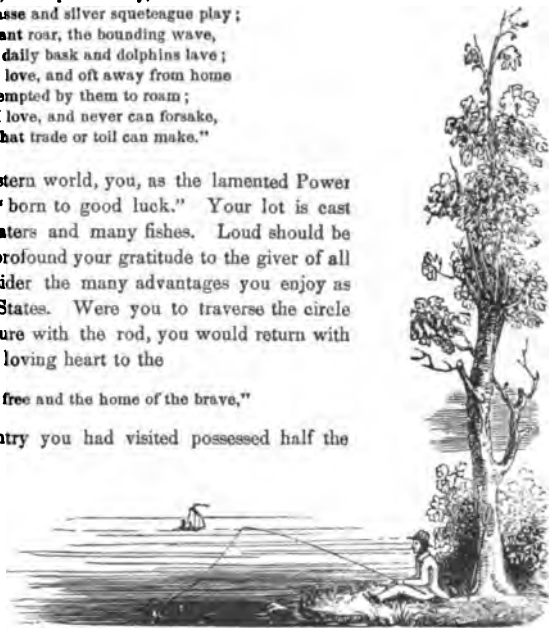 asse and silver squeteague play;
ant roar, the bounding wave,
daily bask and dolphins lave;
love, and oft away from home
empted by them to roam;
love, and never can forsake,
hat trade or toil can make."
stern world, you, as the lamented Power
born to good luck." Your lot is cast
aters and many fishes. Loud should be
profound your gratitude to the giver of all
ider the many advantages you enjoy as
States. Were you to traverse the circle
ure with the rod, you would return with
loving heart to the
free and the home of the brave,"
ntry you had visited possessed half the